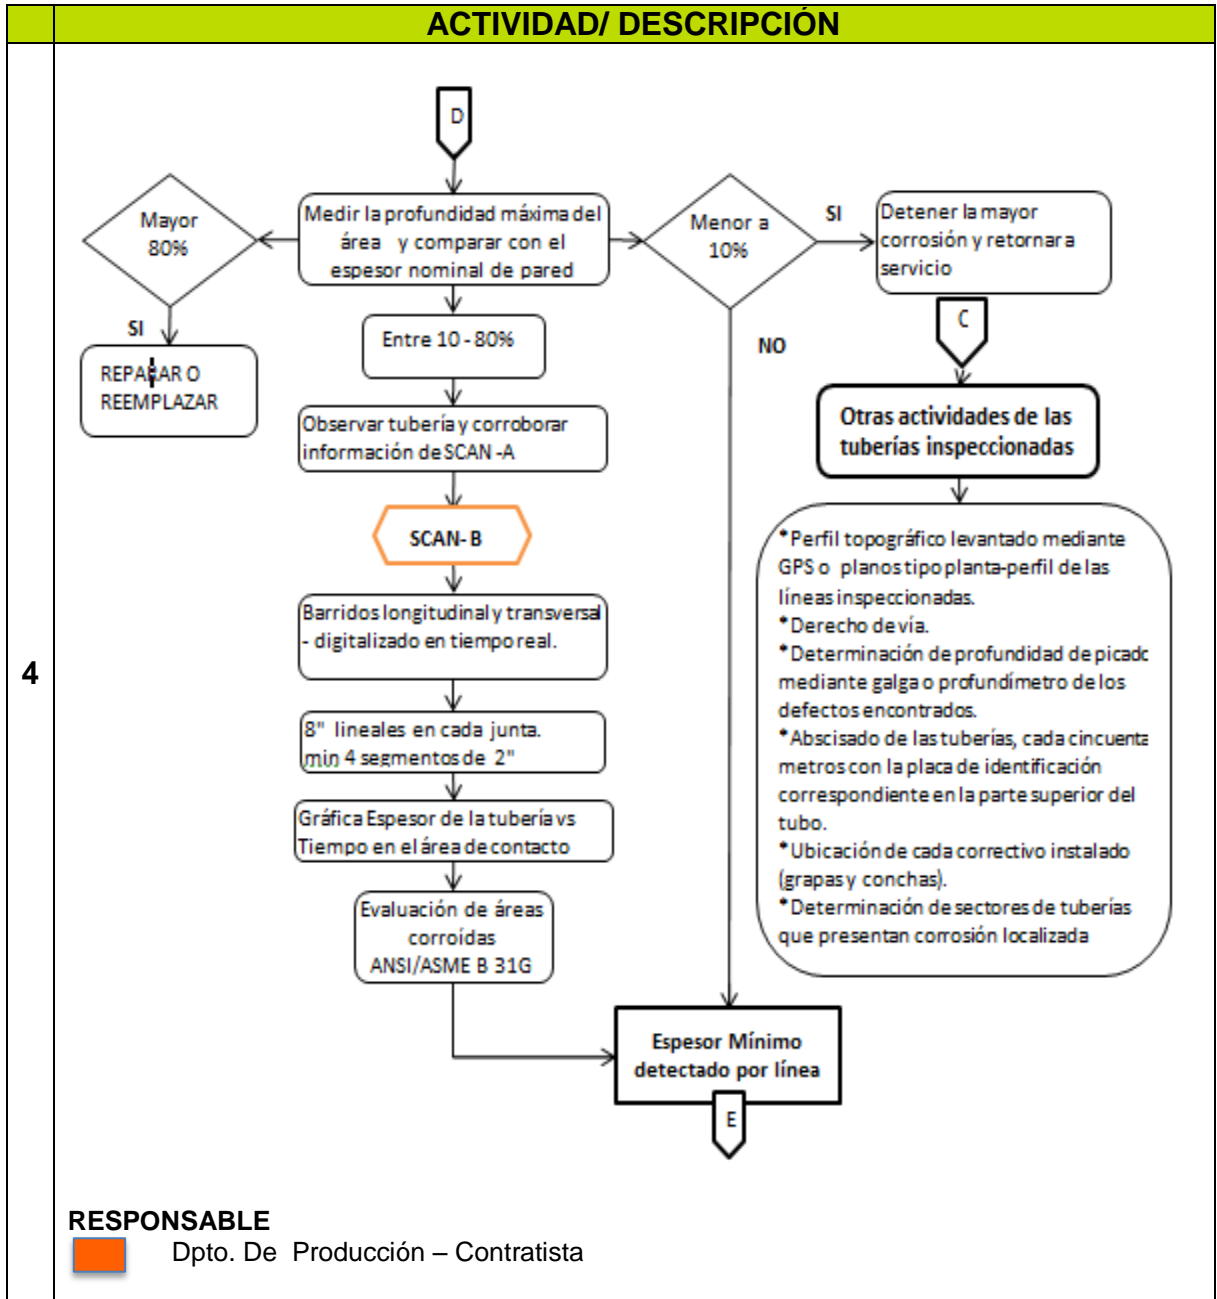 ACTIVIDAD/ DESCRIPCIÓN
4
D
Mayor
80%
SI
REPARAR O
REEMPLAZAR
Medir la profundidad máxima del
área y comparar con el
espesor nominal de pared
Menor a
10%
SI
NO
Detener la mayor
corrosión y retornar a
servicio
Entre 10 - 80%
Observar tubería y corroborar
información de SCAN -A
SCAN- B
Barridos longitudinal y transversal
- digitalizado en tiempo real.
8" lineales en cada junta.
min 4 segmentos de 2"
Gráfica Espesor de la tubería vs
Tiempo en el área de contacto
Evaluación de áreas
corroídas
ANSI/ASME B 31G
C
Otras actividades de las
tuberías inspeccionadas
*Perfil topográfico levantado mediante
GPS o planos tipo planta-perfil de las
líneas inspeccionadas.
*Derecho de vía.
*Determinación de profundidad de picado
mediante galga o profundímetro de los
defectos encontrados.
*Abscisado de las tuberías, cada cincuenta
metros con la placa de identificación
correspondiente en la parte superior del
tubo.
*Ubicación de cada correctivo instalado
(grapas y conchas).
*Determinación de sectores de tuberías
que presentan corrosión localizada
Espesor Mínimo
detectado por línea
E
RESPONSABLE
Dpto. De Producción – Contratista